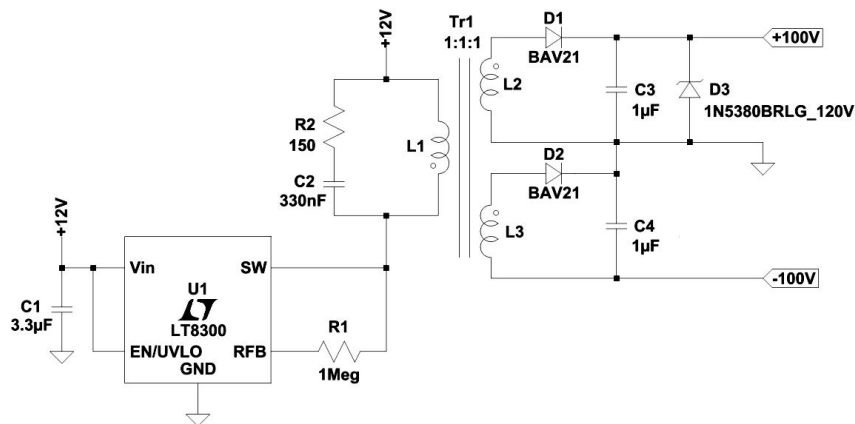 +12V
R2
150
C2
330nF
L1
Tr1
1:1:1
L2
L3
D1
BAV21
C3
1µF
D3
1N5380BRLG_120V
+100V
D2
BAV21
C4
1µF
-100V
+12V
C1
3.3µF
Vin
SW
U1
LT8300
EN/UVLO
RFB
GND
R1
1Meg